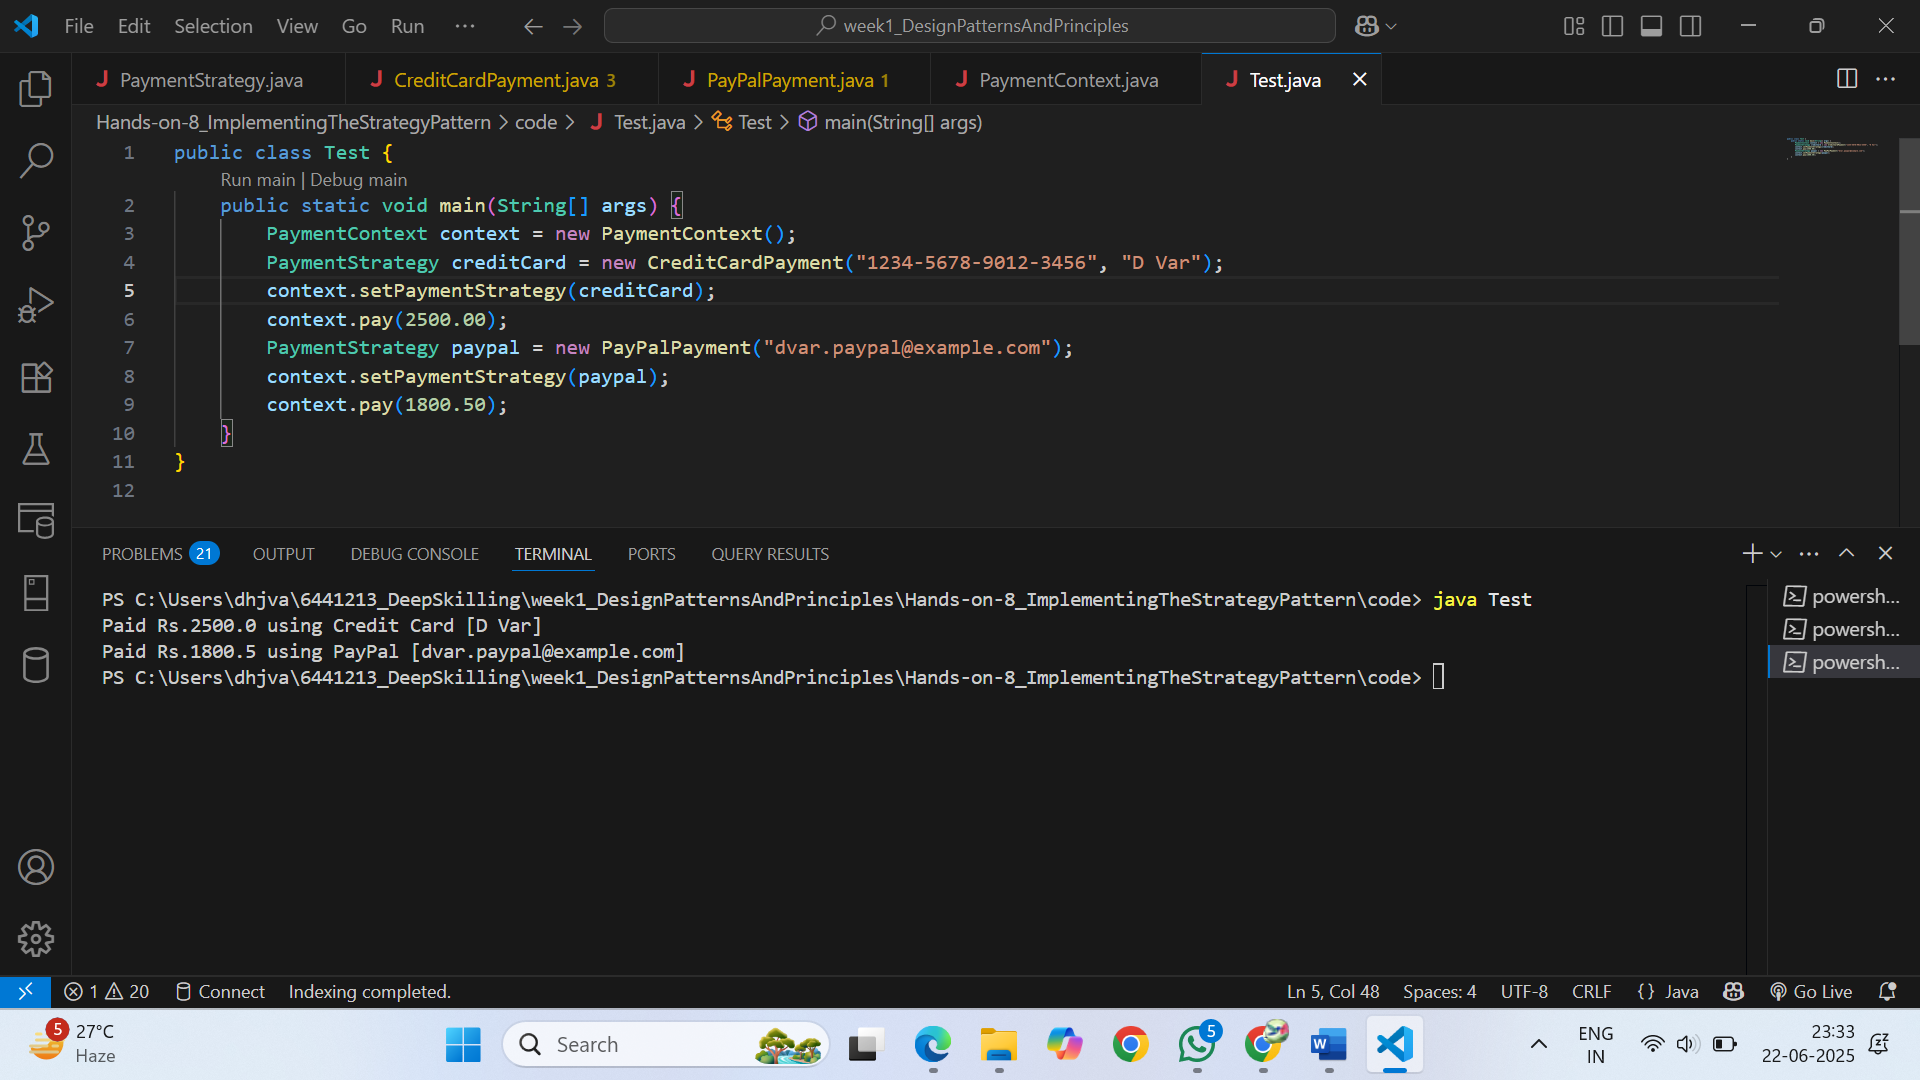 File Edit Selection View Go Run ··· week1_DesignPatternsAndPrinciples
PaymentStrategy.java CreditCardPayment.java 3 PayPalPayment.java 1 PaymentContext.java Test.java
Hands-on-8_ImplementingTheStrategyPattern > code > Test.java > Test > main(String[] args)
1 public class Test {
Run main | Debug main
2 public static void main(String[] args) {
3 PaymentContext context = new PaymentContext();
4 PaymentStrategy creditCard = new CreditCardPayment("1234-5678-9012-3456", "D Var");
5 context.setPaymentStrategy(creditCard);
6 context.pay(2500.00);
7 PaymentStrategy paypal = new PayPalPayment("dvar.paypal@example.com");
8 context.setPaymentStrategy(paypal);
9 context.pay(1800.50);
10 }
11 }
12
PROBLEMS 21 OUTPUT DEBUG CONSOLE TERMINAL PORTS QUERY RESULTS
PS C:\Users\dhjva\6441213_DeepSkilling\week1_DesignPatternsAndPrinciples\Hands-on-8_ImplementingTheStrategyPattern\code> java Test
Paid Rs.2500.0 using Credit Card [D Var]
Paid Rs.1800.5 using PayPal [dvar.paypal@example.com]
PS C:\Users\dhjva\6441213_DeepSkilling\week1_DesignPatternsAndPrinciples\Hands-on-8_ImplementingTheStrategyPattern\code>
powersh...
powersh...
powersh...
1 20 Connect Indexing completed. Ln 5, Col 48 Spaces: 4 UTF-8 CRLF {} Java Go Live
5 27°C
Haze
Search
5
ENG
IN
23:33
22-06-2025